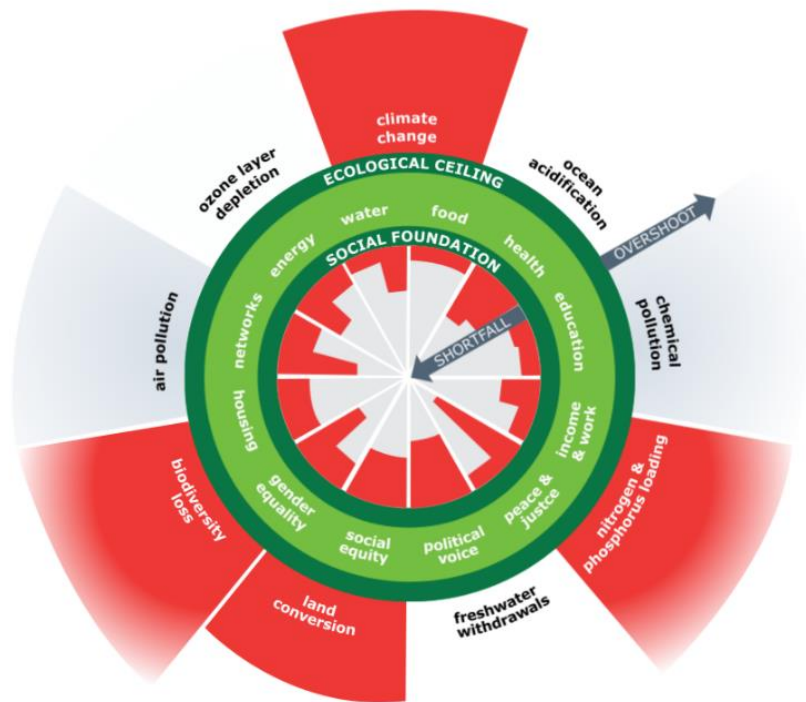 climate
change
ozone layer
depletion
ocean
acidification
ECOLOGICAL CEILING
OVERSHOOT
water
food
energy
health
SOCIAL FOUNDATION
networks
education
SHORTFALL
air pollution
chemical
pollution
housing
income
& work
biodiversity
loss
nitrogen &
phosphorus loading
gender
equality
peace &
justce
social
equity
political
voice
land
conversion
freshwater
withdrawals